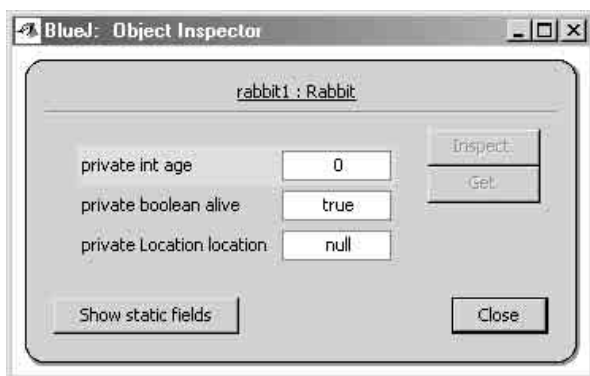 BlueJ: Object Inspector
rabbit1 : Rabbit
private int age 0
private boolean alive true
private Location location null
Inspect
Get
Show static fields Close